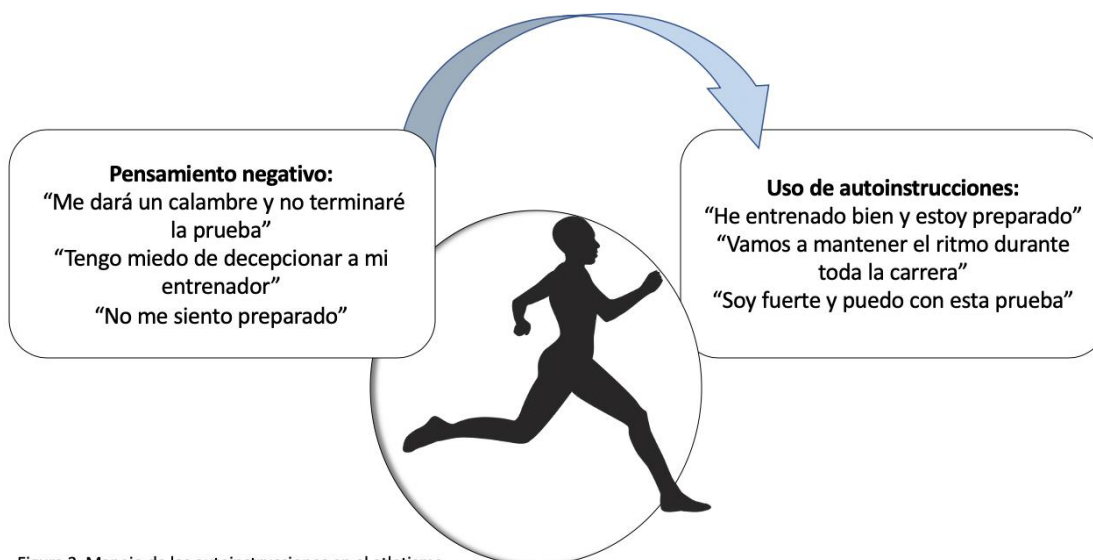 Pensamiento negativo:
“Me dará un calambre y no terminaré
la prueba”
“Tengo miedo de decepcionar a mi
entrenador”
“No me siento preparado”
Uso de autoinstrucciones:
“He entrenado bien y estoy preparado”
“Vamos a mantener el ritmo durante
toda la carrera”
“Soy fuerte y puedo con esta prueba”